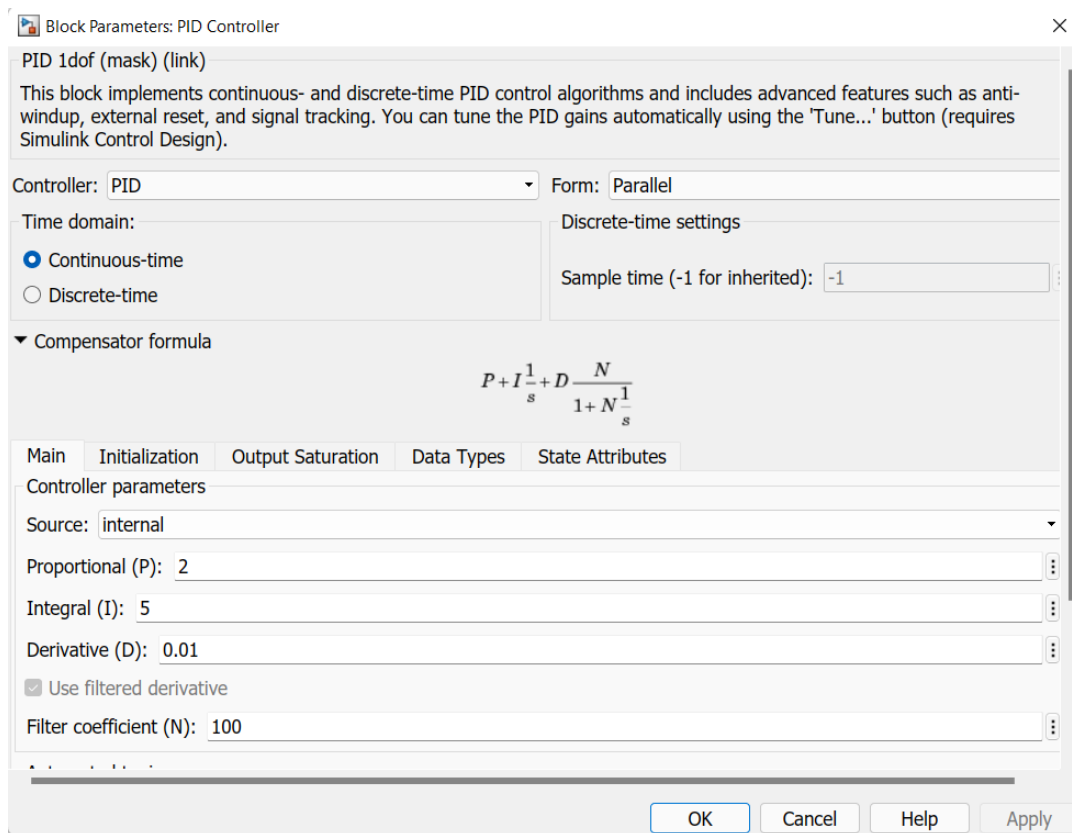 Block Parameters: PID Controller
PID 1dof (mask) (link)
This block implements continuous- and discrete-time PID control algorithms and includes advanced features such as anti-
windup, external reset, and signal tracking. You can tune the PID gains automatically using the 'Tune...' button (requires
Simulink Control Design).
Controller: PID Form: Parallel
Time domain: Discrete-time settings
Continuous-time
Sample time (-1 for inherited): -1
Discrete-time
Compensator formula
P + I 1/s + D N/(1 + N 1/s)
Main Initialization Output Saturation Data Types State Attributes
Controller parameters
Source: internal
Proportional (P): 2
Integral (I): 5
Derivative (D): 0.01
Use filtered derivative
Filter coefficient (N): 100
OK Cancel Help Apply